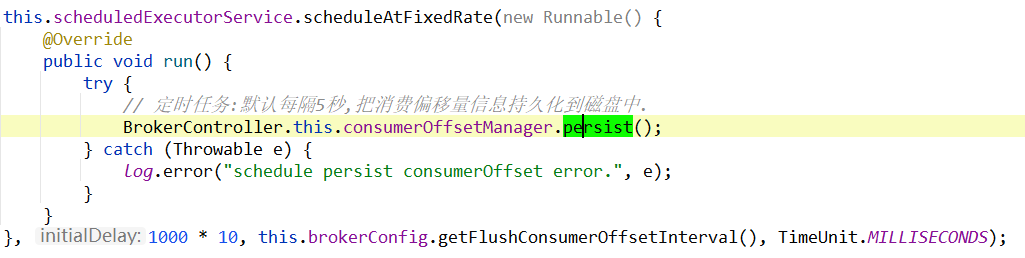 this.scheduledExecutorService.scheduleAtFixedRate(new Runnable() {
@Override
public void run() {
try {
// 定时任务:默认每隔5秒,把消费偏移量信息持久化到磁盘中.
BrokerController.this.consumerOffsetManager.persist();
} catch (Throwable e) {
log.error("schedule persist consumerOffset error.", e);
}
}
}, initialDelay: 1000 * 10, this.brokerConfig.getFlushConsumerOffsetInterval(), TimeUnit.MILLISECONDS);